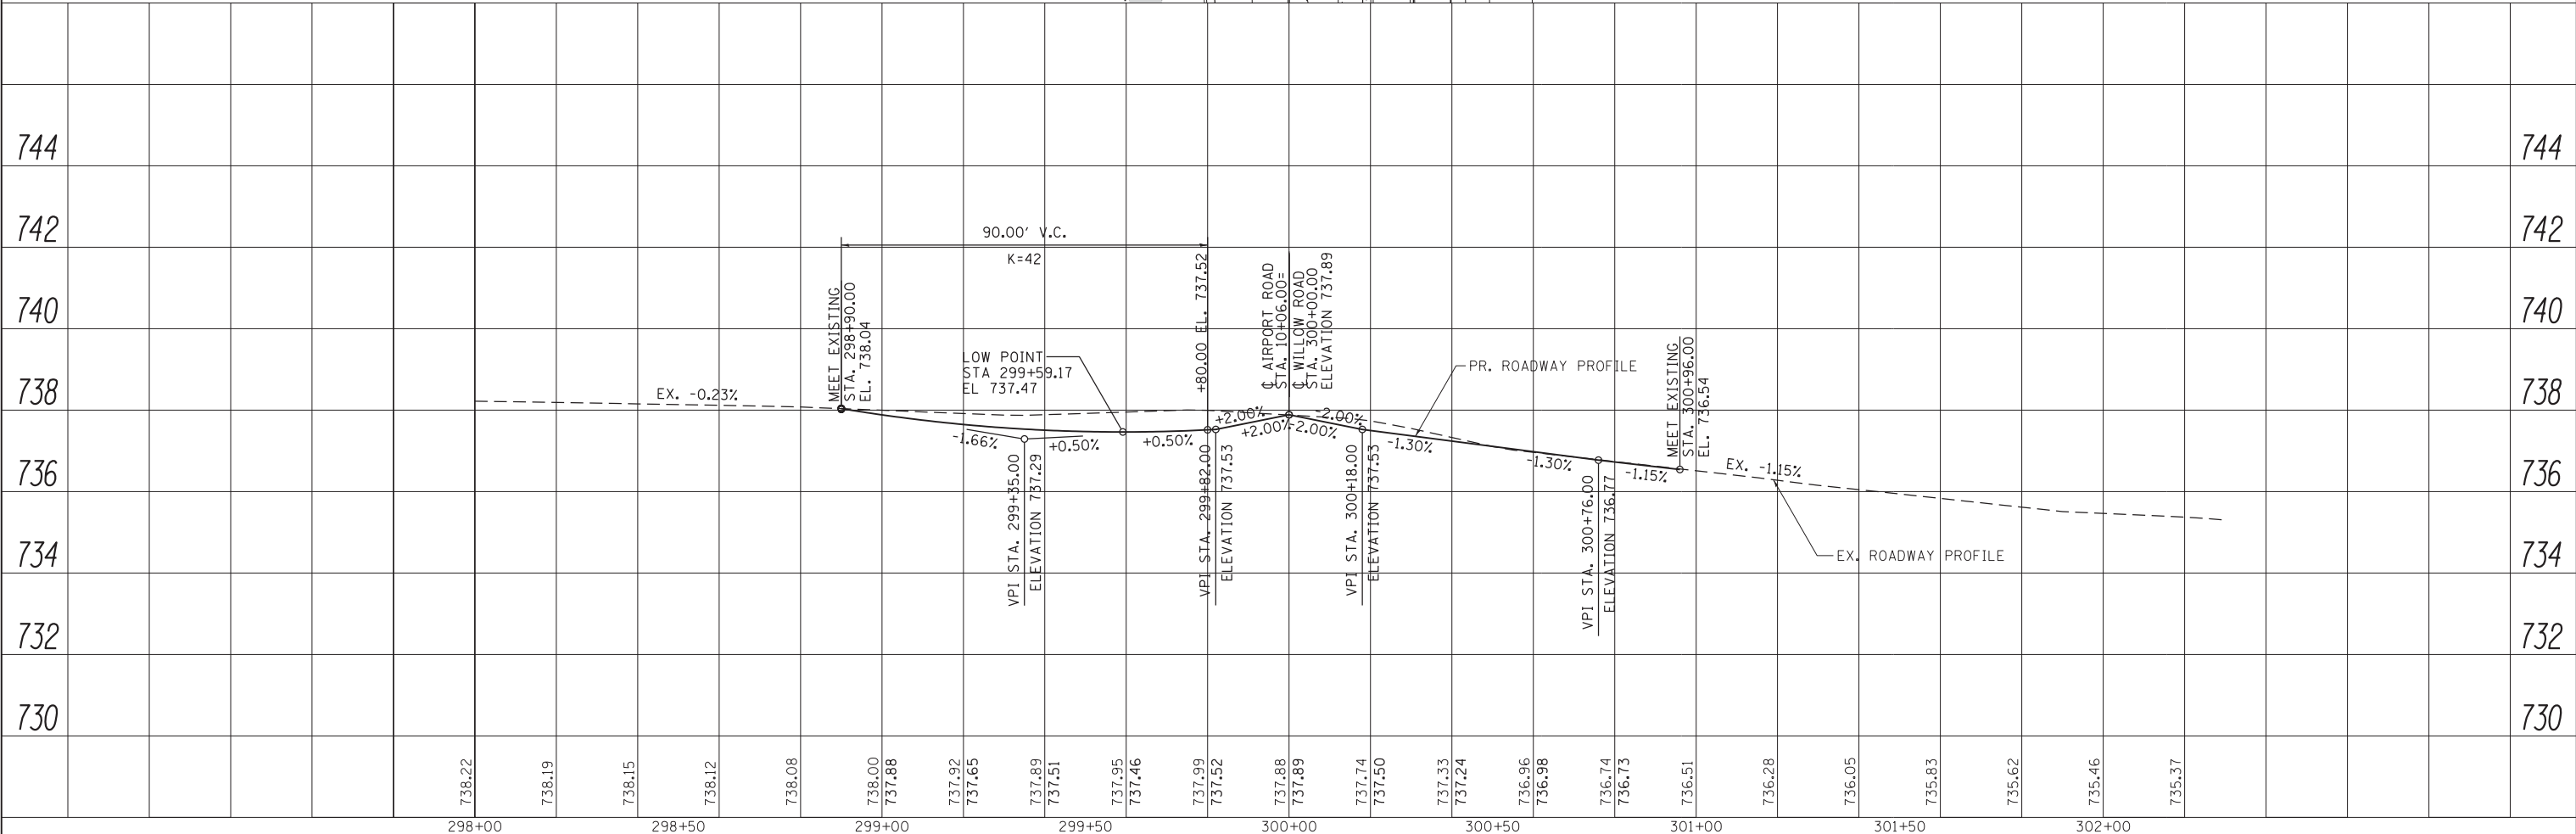 744
742
740
738
736
734
732
730
744
742
740
738
736
734
732
730
90.00' V.C.
K=42
MEET EXISTING
STA. 298+90.00
EL. 738.04
LOW POINT
STA 299+59.17
EL 737.47
+80.00 EL. 737.52
℄ AIRPORT ROAD
STA. 10+06.00=
℄ WILLOW ROAD
STA. 300+00.00
ELEVATION 737.89
PR. ROADWAY PROFILE
MEET EXISTING
STA. 300+96.00
EL. 736.54
EX. -0.23%
-1.66%
+0.50%
+0.50%
+2.00%
+2.00%
-2.00%
-2.00%
-1.30%
-1.30%
-1.15%
EX. -1.15%
EX. ROADWAY PROFILE
VPI STA. 299+35.00
ELEVATION 737.29
VPI STA. 299+82.00
ELEVATION 737.53
VPI STA. 300+18.00
ELEVATION 737.53
VPI STA. 300+76.00
ELEVATION 736.77
738.22
738.19
738.15
738.12
738.08
738.00
737.88
737.92
737.65
737.89
737.51
737.95
737.46
737.99
737.52
737.88
737.89
737.74
737.50
737.33
737.24
736.96
736.98
736.74
736.73
736.51
736.28
736.05
735.83
735.62
735.46
735.37
298+00
298+50
299+00
299+50
300+00
300+50
301+00
301+50
302+00